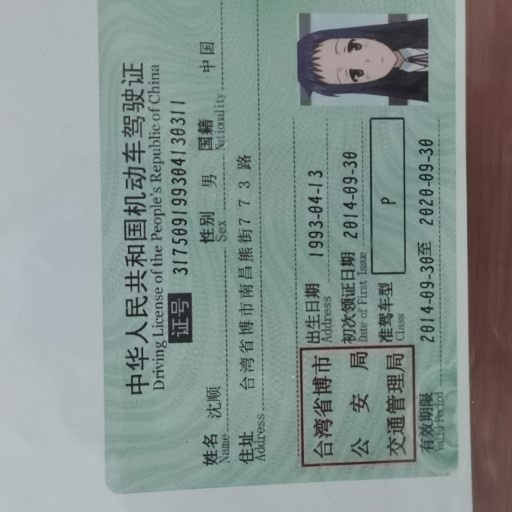 中华人民共和国机动车驾驶证
Driving License of the People's Republic of China
证号 317509199304130311
姓名 沈顺 性别 男 国籍 中国
Name Sex Nationality
住址 台湾省博市南昌熊街773路
Address
台湾省博市
公安局
交通管理局
出生日期 1993-04-13
Address
初次领证日期 2014-09-30
Date of First Issue
准驾车型 P
Class
有效期限 2014-09-30至 2020-09-30
Valid Period